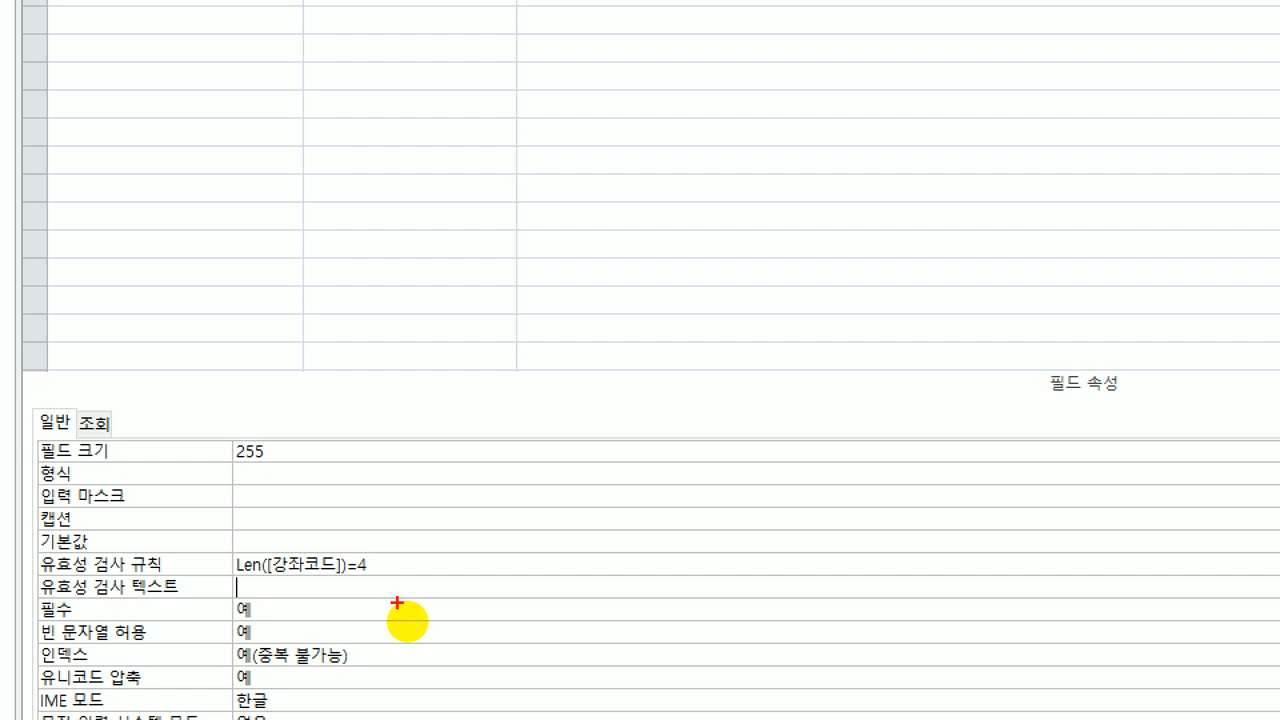 필드 속성
일반 조회
필드 크기 255
형식
입력 마스크
캡션
기본값
유효성 검사 규칙 Len([강좌코드])=4
유효성 검사 텍스트
필수 예
빈 문자열 허용 예
인덱스 예(중복 불가능)
유니코드 압축 예
IME 모드 한글